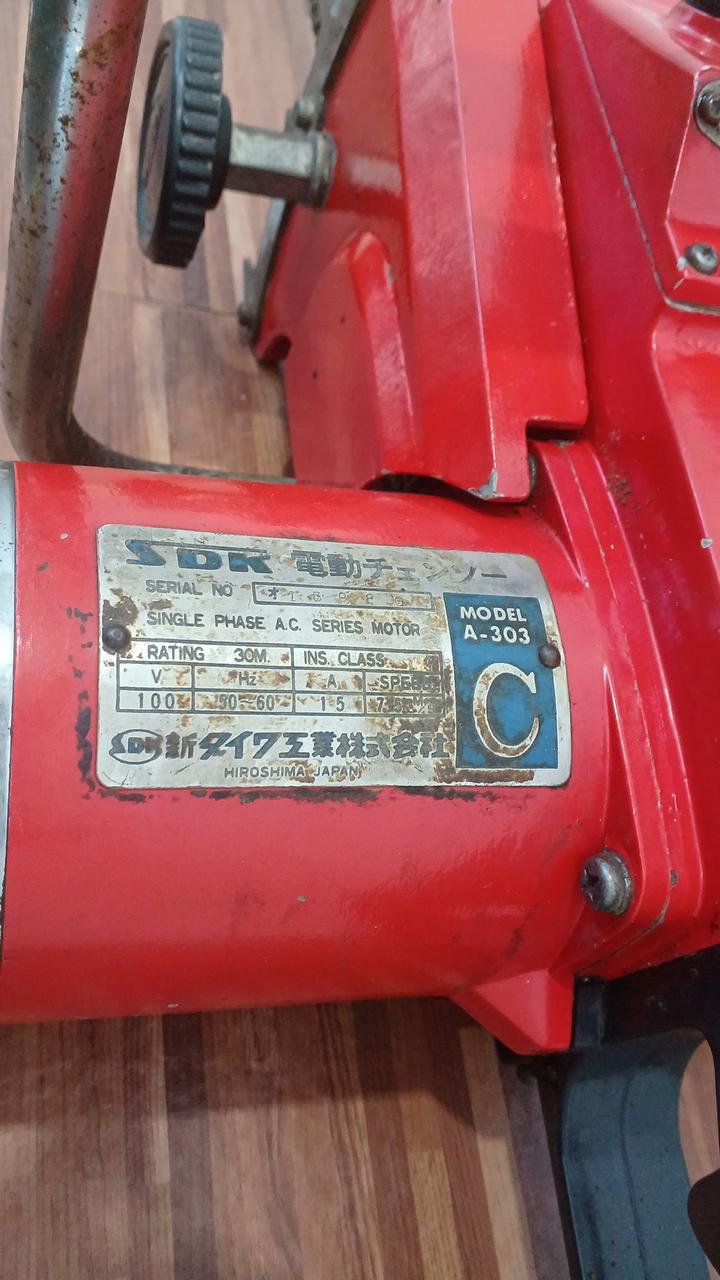 SDK 電動チェンソー
SERIAL NO
SINGLE PHASE A.C. SERIES MOTOR
MODEL
A-303
C
RATING 30M. INS. CLASS
V Hz A SPEED
100 50~60 15
SDK 新ダイワ工業株式会社
HIROSHIMA JAPAN